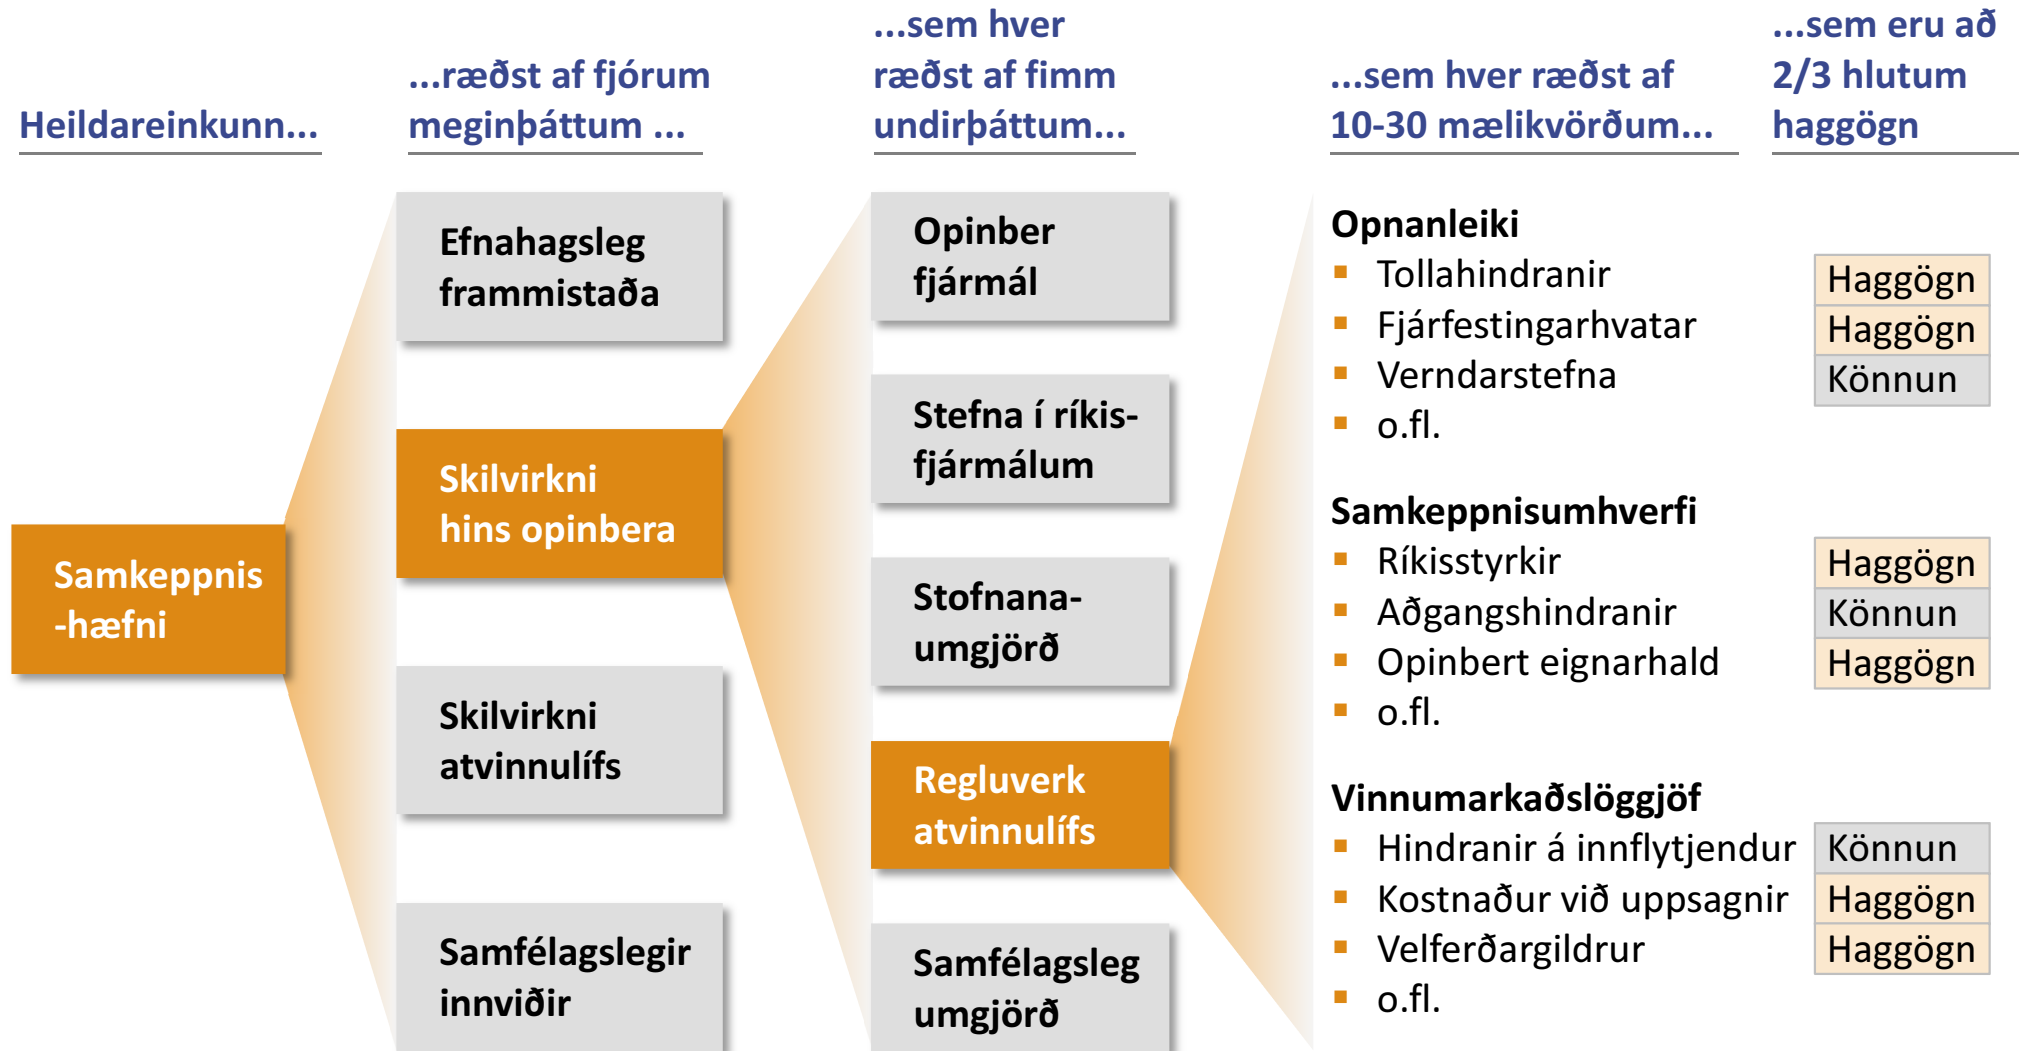 Heildareinkunn...
...ræðst af fjórum
meginþáttum ...
...sem hver
ræðst af fimm
undirþáttum...
...sem hver ræðst af
10-30 mælikvörðum...
...sem eru að
2/3 hlutum
haggögn
Samkeppnis
-hæfni
Efnahagsleg
frammistaða
Skilvirkni
hins opinbera
Skilvirkni
atvinnulífs
Samfélagslegir
innviðir
Opinber
fjármál
Stefna í ríkis-
fjármálum
Stofnana-
umgjörð
Regluverk
atvinnulífs
Samfélagsleg
umgjörð
Opnanleiki
▪ Tollahindranir Haggögn
▪ Fjárfestingarhvatar Haggögn
▪ Verndarstefna Könnun
▪ o.fl.
Samkeppnisumhverfi
▪ Ríkisstyrkir Haggögn
▪ Aðgangshindranir Könnun
▪ Opinbert eignarhald Haggögn
▪ o.fl.
Vinnumarkaðslöggjöf
▪ Hindranir á innflytjendur Könnun
▪ Kostnaður við uppsagnir Haggögn
▪ Velferðargildrur Haggögn
▪ o.fl.